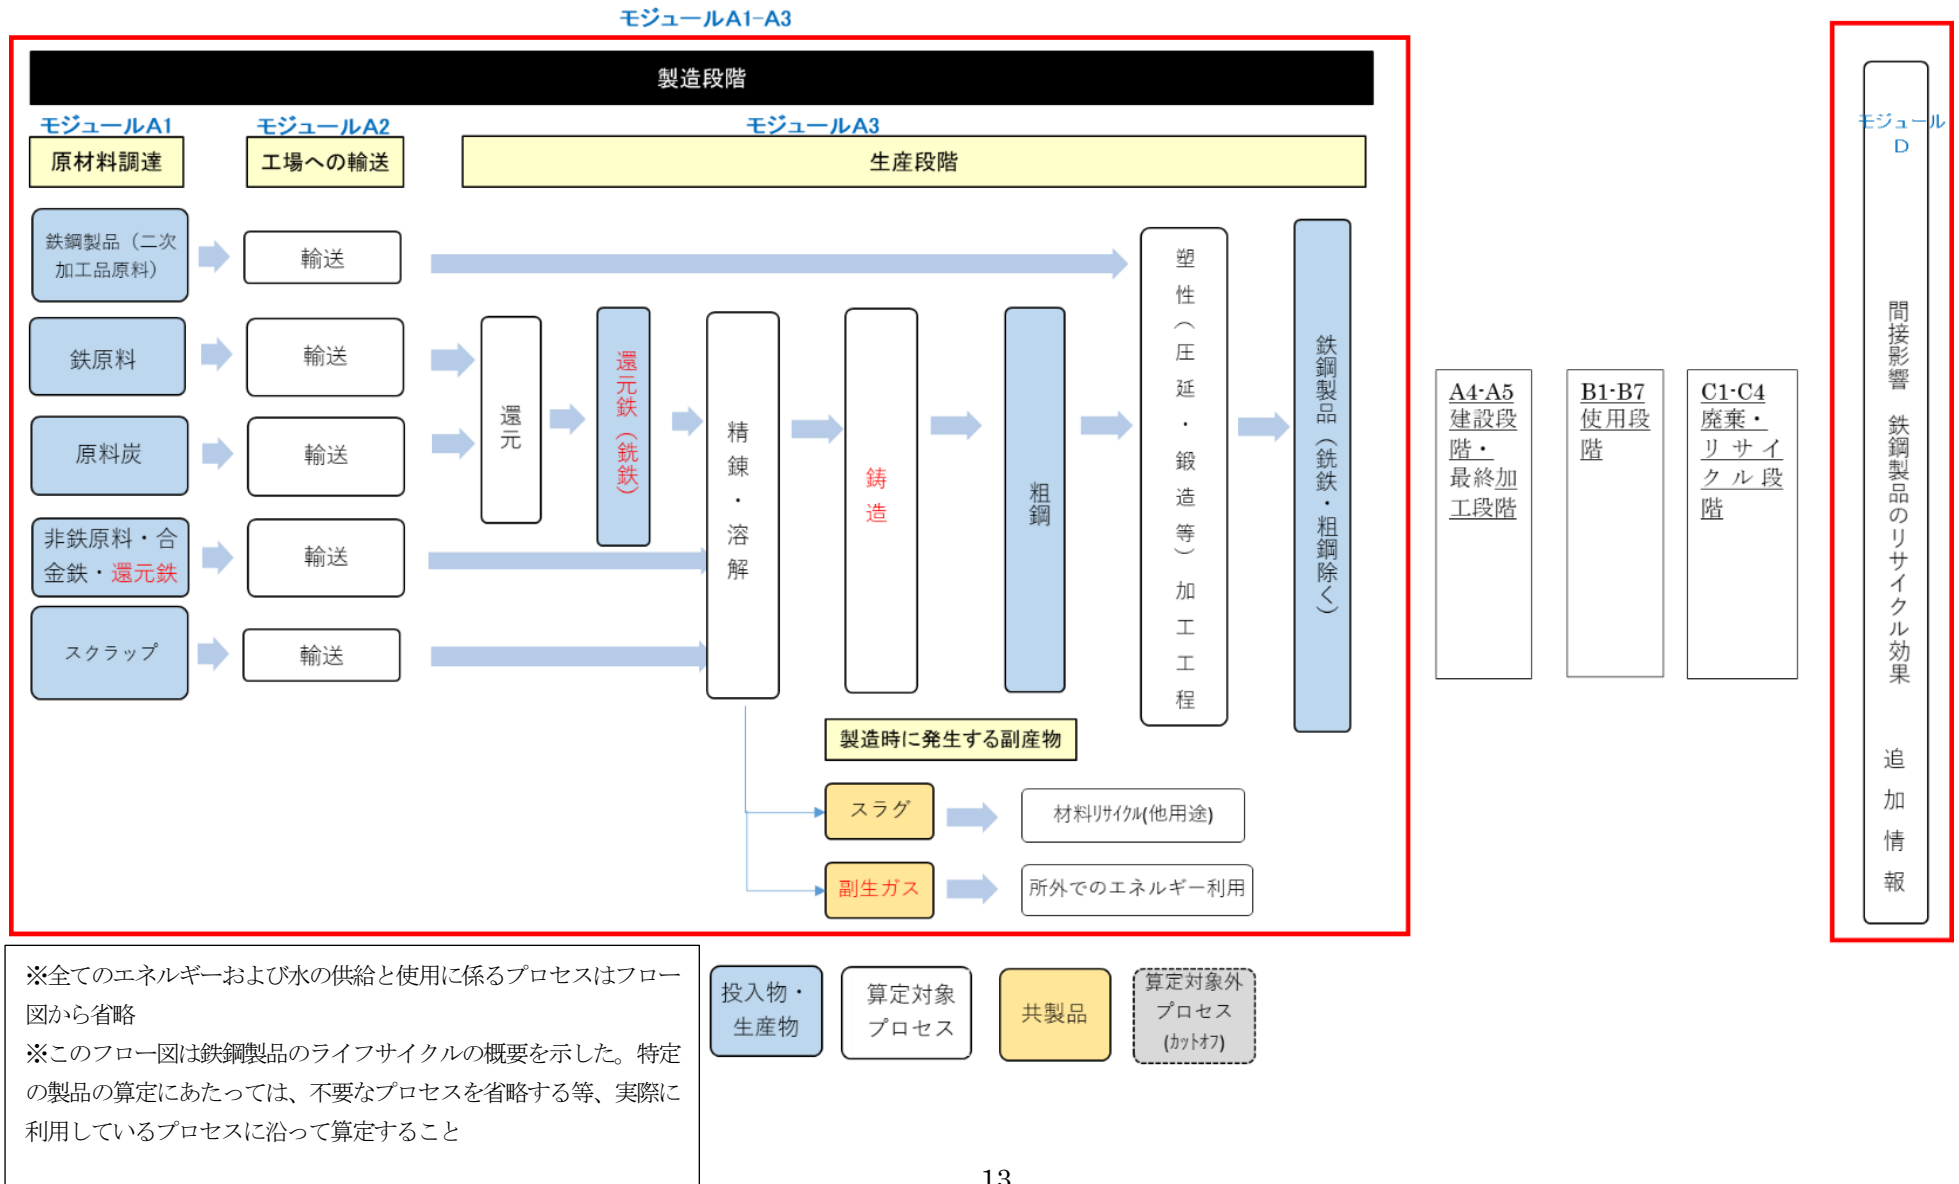 モジュールA1-A3
製造段階
モジュールA1
モジュールA2
モジュールA3
原材料調達
工場への輸送
生産段階
鉄鋼製品（二次
加工品原料）
輸送
鉄原料
輸送
原料炭
輸送
非鉄原料・合
金鉄・還元鉄
輸送
スクラップ
輸送
還元
還元鉄（銑鉄）
精錬・溶解
鋳造
粗鋼
塑性（圧延・鍛造等）加工工程
鉄鋼製品（銑鉄・粗鋼除く）
製造時に発生する副産物
スラグ
材料リサイクル(他用途)
副生ガス
所外でのエネルギー利用
A4-A5
建設段
階・
最終加
工段階
B1-B7
使用段
階
C1-C4
廃棄・
リサイ
クル段
階
モジュール
D
間接影響　鉄鋼製品のリサイクル効果　追加情報
※全てのエネルギーおよび水の供給と使用に係るプロセスはフロー
図から省略
※このフロー図は鉄鋼製品のライフサイクルの概要を示した。特定
の製品の算定にあたっては、不要なプロセスを省略する等、実際に
利用しているプロセスに沿って算定すること
投入物・
生産物
算定対象
プロセス
共製品
算定対象外
プロセス
(カットオフ)
13